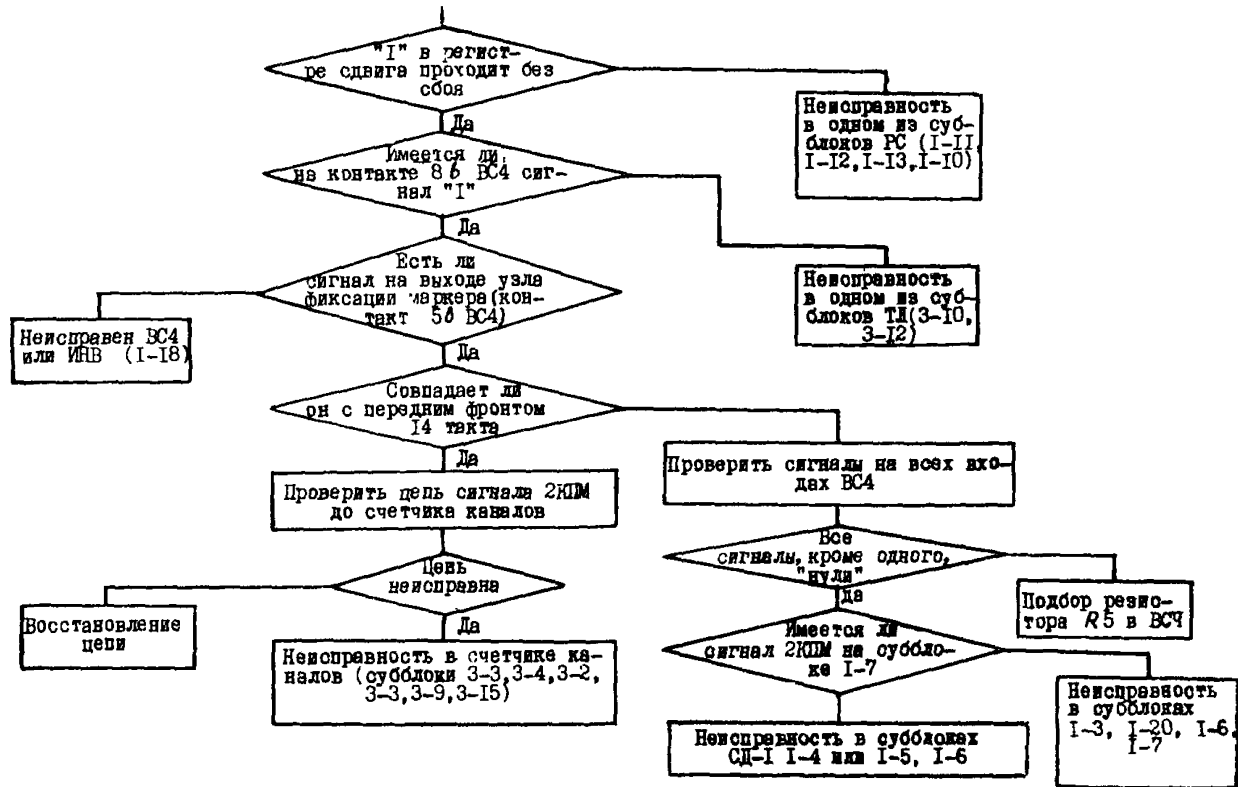 "I" в регист-
ре сдвига проходит без
сбоя
Да
Неисправность
в одном из суб-
блоков РС (I-II,
I-I2, I-I3, I-I0)
Имеется ли
на контакте 8б ВС4 сиг-
нал "I"
Да
Неисправность
в одном из суб-
блоков ТЛ(3-I0,
3-I2)
Есть ли
сигнал на выходе узла
фиксации маркера(кон-
такт 5б ВС4)
Неисправен ВС4
или ИНВ (I-I8)
Да
Совпадает ли
он с передним фронтом
I4 такта
Да
Проверить цепь сигнала 2КПМ
до счетчика каналов
Цепь
неисправна
Восстановление
цепи
Да
Неисправность в счетчике ка-
налов (субблоки 3-3,3-4,3-2,
3-3,3-9,3-I5)
Проверить сигналы на всех вхо-
дах ВС4
Все
сигналы, кроме одного,
"нули"
да
Подбор резис-
тора R5 в ВСЧ
Имеется ли
сигнал 2КПМ на субbло-
ке I-7
Неисправность
в субблоках
I-3, I-20, I-6,
I-7
Неисправность в субблоках
СД-I I-4 или I-5, I-6